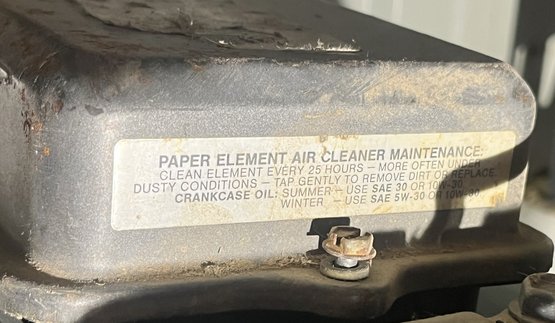 PAPER ELEMENT AIR CLEANER MAINTENANCE:
CLEAN ELEMENT EVERY 25 HOURS — MORE OFTEN UNDER
DUSTY CONDITIONS — TAP GENTLY TO REMOVE DIRT OR REPLACE.
CRANKCASE OIL: SUMMER — USE SAE 30 OR 10W-30
WINTER — USE SAE 5W-30 OR 10W-30